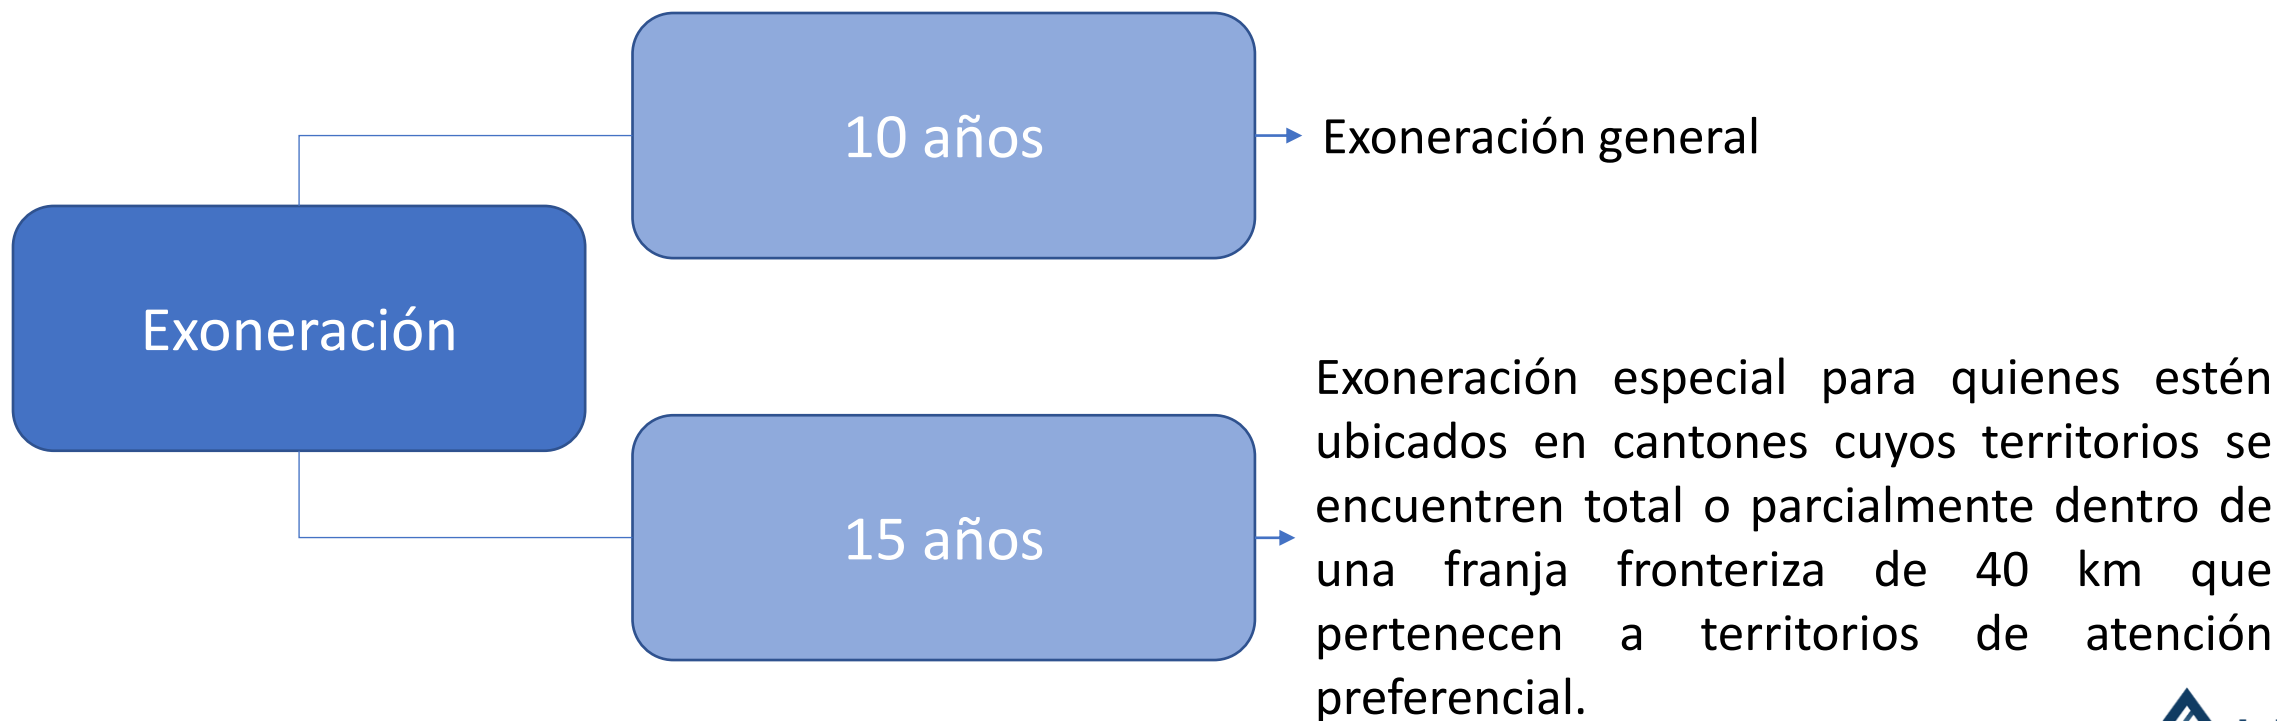 10 años
Exoneración general
Exoneración
15 años
Exoneración especial para quienes estén
ubicados en cantones cuyos territorios se
encuentren total o parcialmente dentro de
una franja fronteriza de 40 km que
pertenecen a territorios de atención
preferencial.